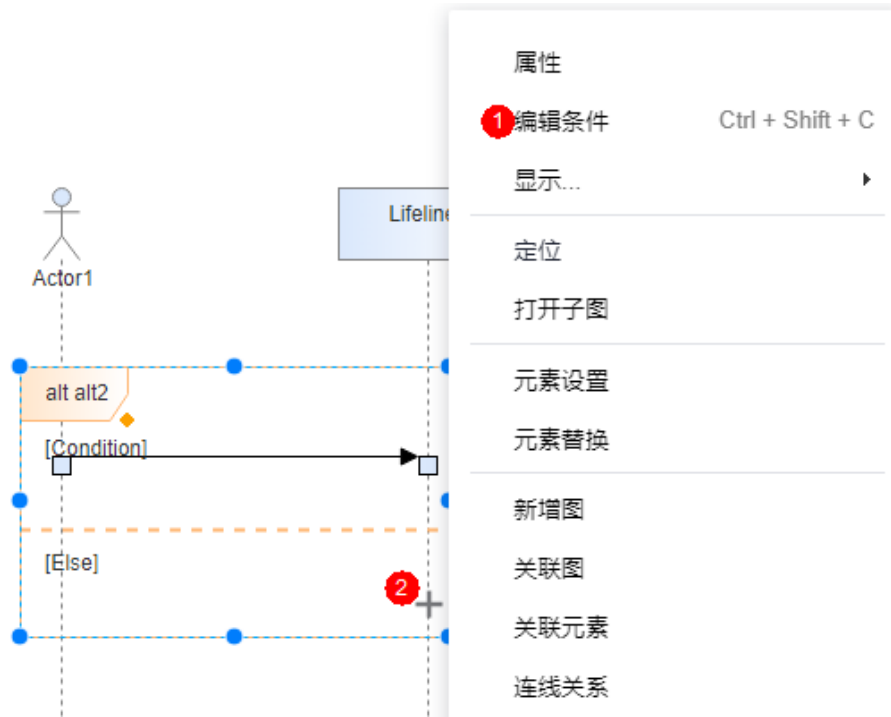 属性
1 编辑条件 Ctrl + Shift + C
显示...
Lifeline
定位
Actor1
打开子图
元素设置
alt alt2
元素替换
[Condition]
新增图
[Else]
关联图
2
关联元素
连线关系